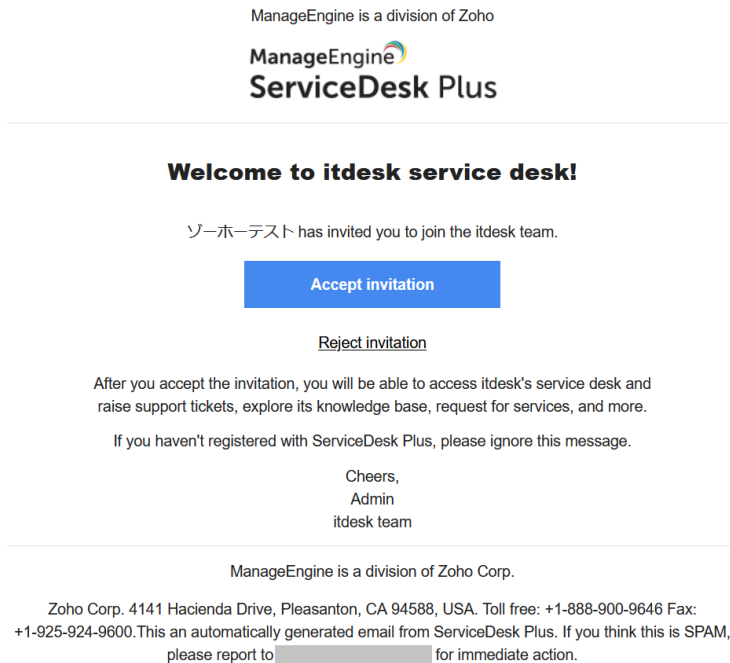 ManageEngine is a division of Zoho
ManageEngine
ServiceDesk Plus
Welcome to itdesk service desk!
ゾーホーテスト has invited you to join the itdesk team.
Accept invitation
Reject invitation
After you accept the invitation, you will be able to access itdesk's service desk and
raise support tickets, explore its knowledge base, request for services, and more.
If you haven't registered with ServiceDesk Plus, please ignore this message.
Cheers,
Admin
itdesk team
ManageEngine is a division of Zoho Corp.
Zoho Corp. 4141 Hacienda Drive, Pleasanton, CA 94588, USA. Toll free: +1-888-900-9646 Fax:
+1-925-924-9600.This an automatically generated email from ServiceDesk Plus. If you think this is SPAM,
please report to for immediate action.